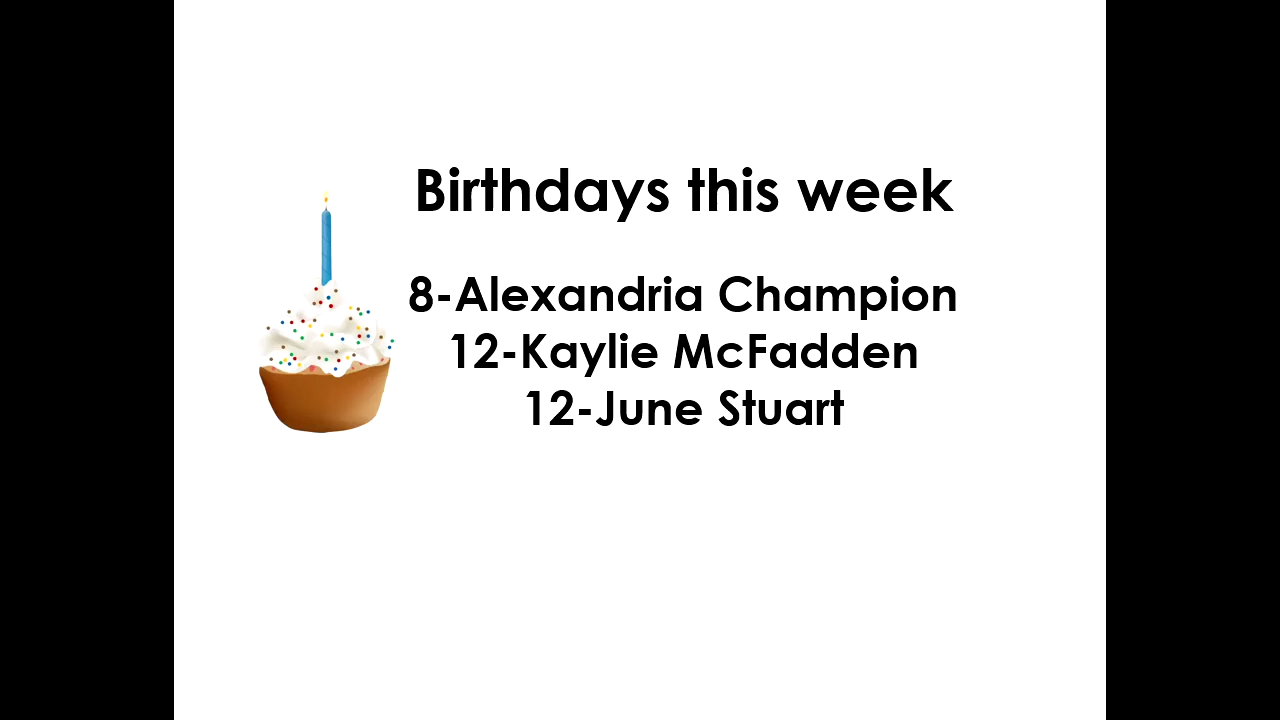 Birthdays this week
8-Alexandria Champion
12-Kaylie McFadden
12-June Stuart